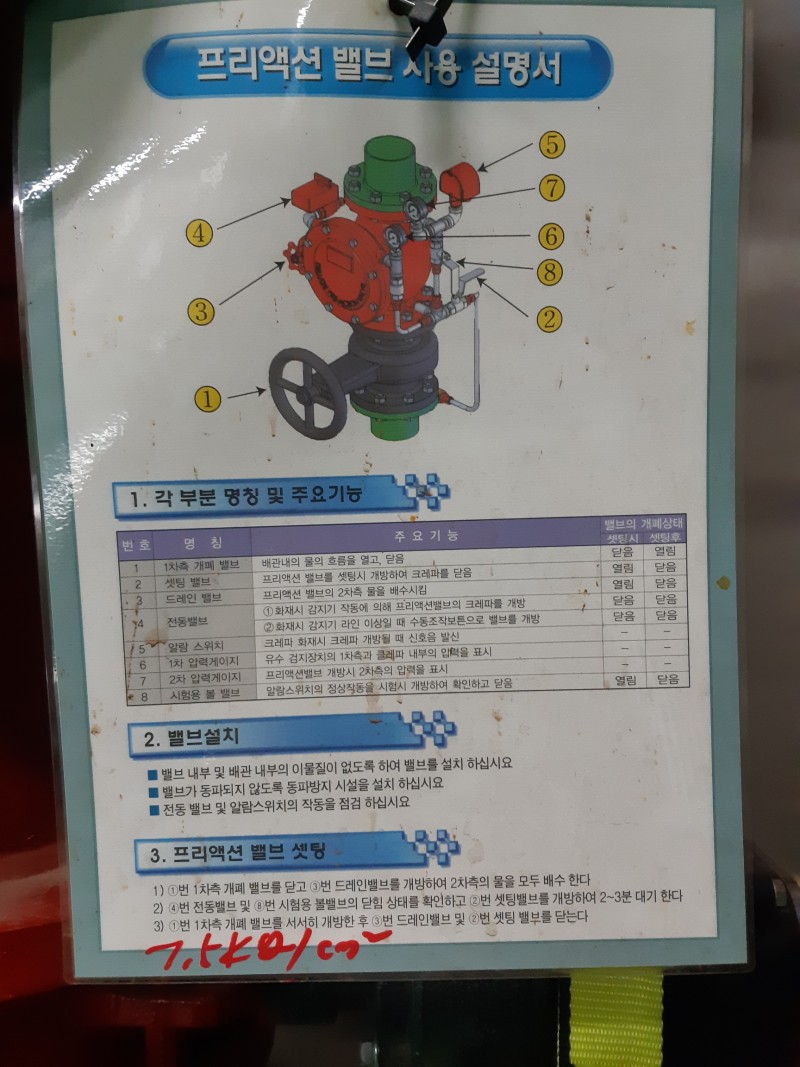 프리액션 밸브 사용 설명서
⑤
⑦
④
⑥
⑧
③
②
①
1. 각 부분 명칭 및 주요기능
번호 명칭 주요기능 밸브의 개폐상태
셋팅시 셋팅후
1 1차측 개폐 밸브 배관내의 물의 흐름을 열고, 닫음 닫음 열림
2 셋팅 밸브 프리액션 밸브를 셋팅시 개방하여 크레파를 닫음 열림 닫음
3 드레인 밸브 프리액션 밸브의 2차측 물을 배수시킴 열림 닫음
4 전동밸브 ①화재시 감지기 작동에 의해 프리액션밸브의 크레파를 개방 닫음 닫음
②화재시 감지기 라인 이상일 때 수동조작보튼으로 밸브를 개방 닫음 닫음
5 알람 스위치 크레파 화재시 크레파 개방될 때 신호음 발신 – –
6 1차 압력게이지 유수 검지장치의 1차측과 클레파 내부의 압력을 표시 – –
7 2차 압력게이지 프리액션밸브 개방시 2차측의 압력을 표시 – –
8 시험용 볼 밸브 알람스위치의 정상작동을 시험시 개방하여 확인하고 닫음 열림 닫음
2. 밸브설치
■ 밸브 내부 및 배관 내부의 이물질이 없도록 하여 밸브를 설치 하십시요
■ 밸브가 동파되지 않도록 동파방지 시설을 설치 하십시요
■ 전동 밸브 및 알람스위치의 작동을 점검 하십시요
3. 프리액션 밸브 셋팅
1) ①번 1차측 개폐 밸브를 닫고 ③번 드레인밸브를 개방하여 2차측의 물을 모두 배수 한다
2) ④번 전동밸브 및 ⑧번 시험용 볼밸브의 닫힘 상태를 확인하고 ②번 셋팅밸브를 개방하여 2~3분 대기 한다
3) ①번 1차측 개폐 밸브를 서서히 개방한 후 ③번 드레인밸브 및 ②번 셋팅 밸브를 닫는다
7.5kg/cm²